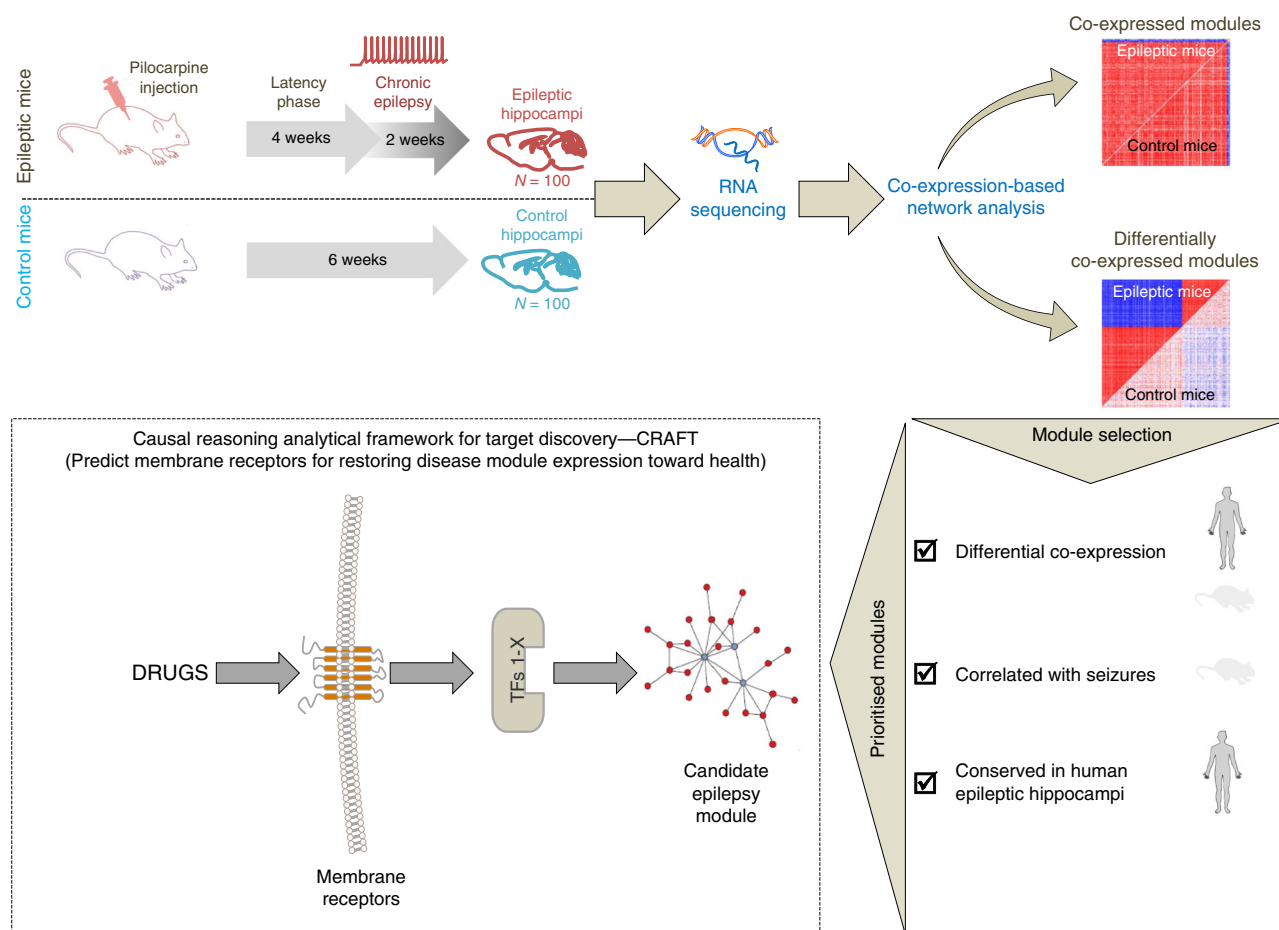 Epileptic mice
Pilocarpine
injection
Latency
phase
Chronic
epilepsy
4 weeks
2 weeks
Epileptic
hippocampi
N = 100
Control mice
6 weeks
Control
hippocampi
N = 100
RNA
sequencing
Co-expression-based
network analysis
Co-expressed modules
Epileptic mice
Control mice
Differentially
co-expressed modules
Epileptic mice
Control mice
Module selection
Differential co-expression
Correlated with seizures
Conserved in human
epileptic hippocampi
Prioritised modules
Causal reasoning analytical framework for target discovery—CRAFT
(Predict membrane receptors for restoring disease module expression toward health)
DRUGS
Membrane
receptors
TFs 1-X
Candidate
epilepsy
module